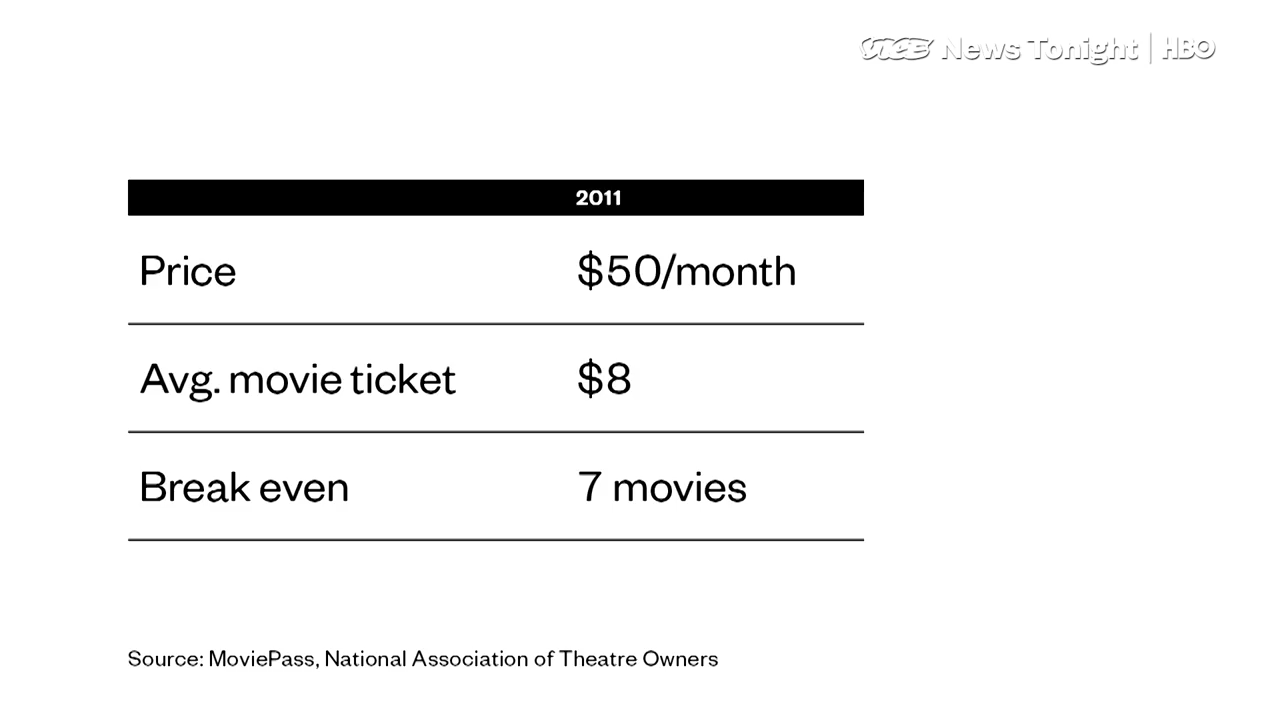 VICE News Tonight | HBO
2011
Price $50/month
Avg. movie ticket $8
Break even 7 movies
Source: MoviePass, National Association of Theatre Owners